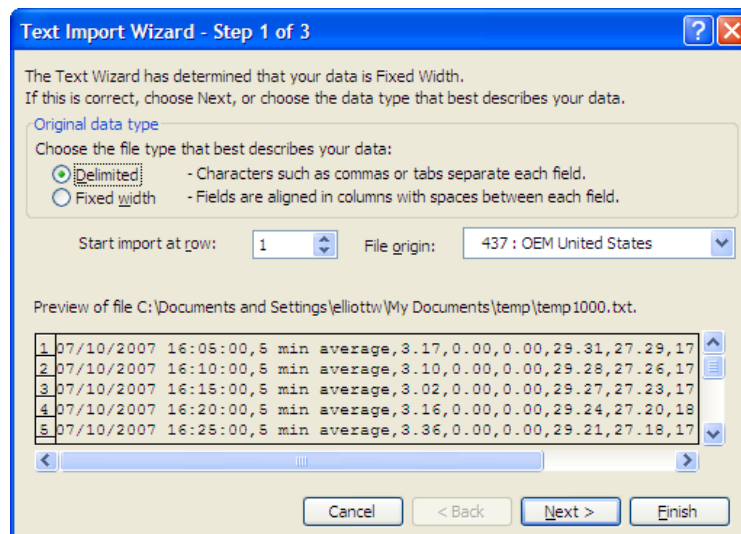 Text Import Wizard - Step 1 of 3
The Text Wizard has determined that your data is Fixed Width.
If this is correct, choose Next, or choose the data type that best describes your data.
Original data type
Choose the file type that best describes your data:
Delimited - Characters such as commas or tabs separate each field.
Fixed width - Fields are aligned in columns with spaces between each field.
Start import at row: 1 File origin: 437 : OEM United States
Preview of file C:\Documents and Settings\elliottw\My Documents\temp\temp1000.txt.
1 07/10/2007 16:05:00,5 min average,3.17,0.00,0.00,29.31,27.29,17
2 07/10/2007 16:10:00,5 min average,3.10,0.00,0.00,29.28,27.26,17
3 07/10/2007 16:15:00,5 min average,3.02,0.00,0.00,29.27,27.23,17
4 07/10/2007 16:20:00,5 min average,3.16,0.00,0.00,29.24,27.20,18
5 07/10/2007 16:25:00,5 min average,3.36,0.00,0.00,29.21,27.18,17
Cancel < Back Next > Finish